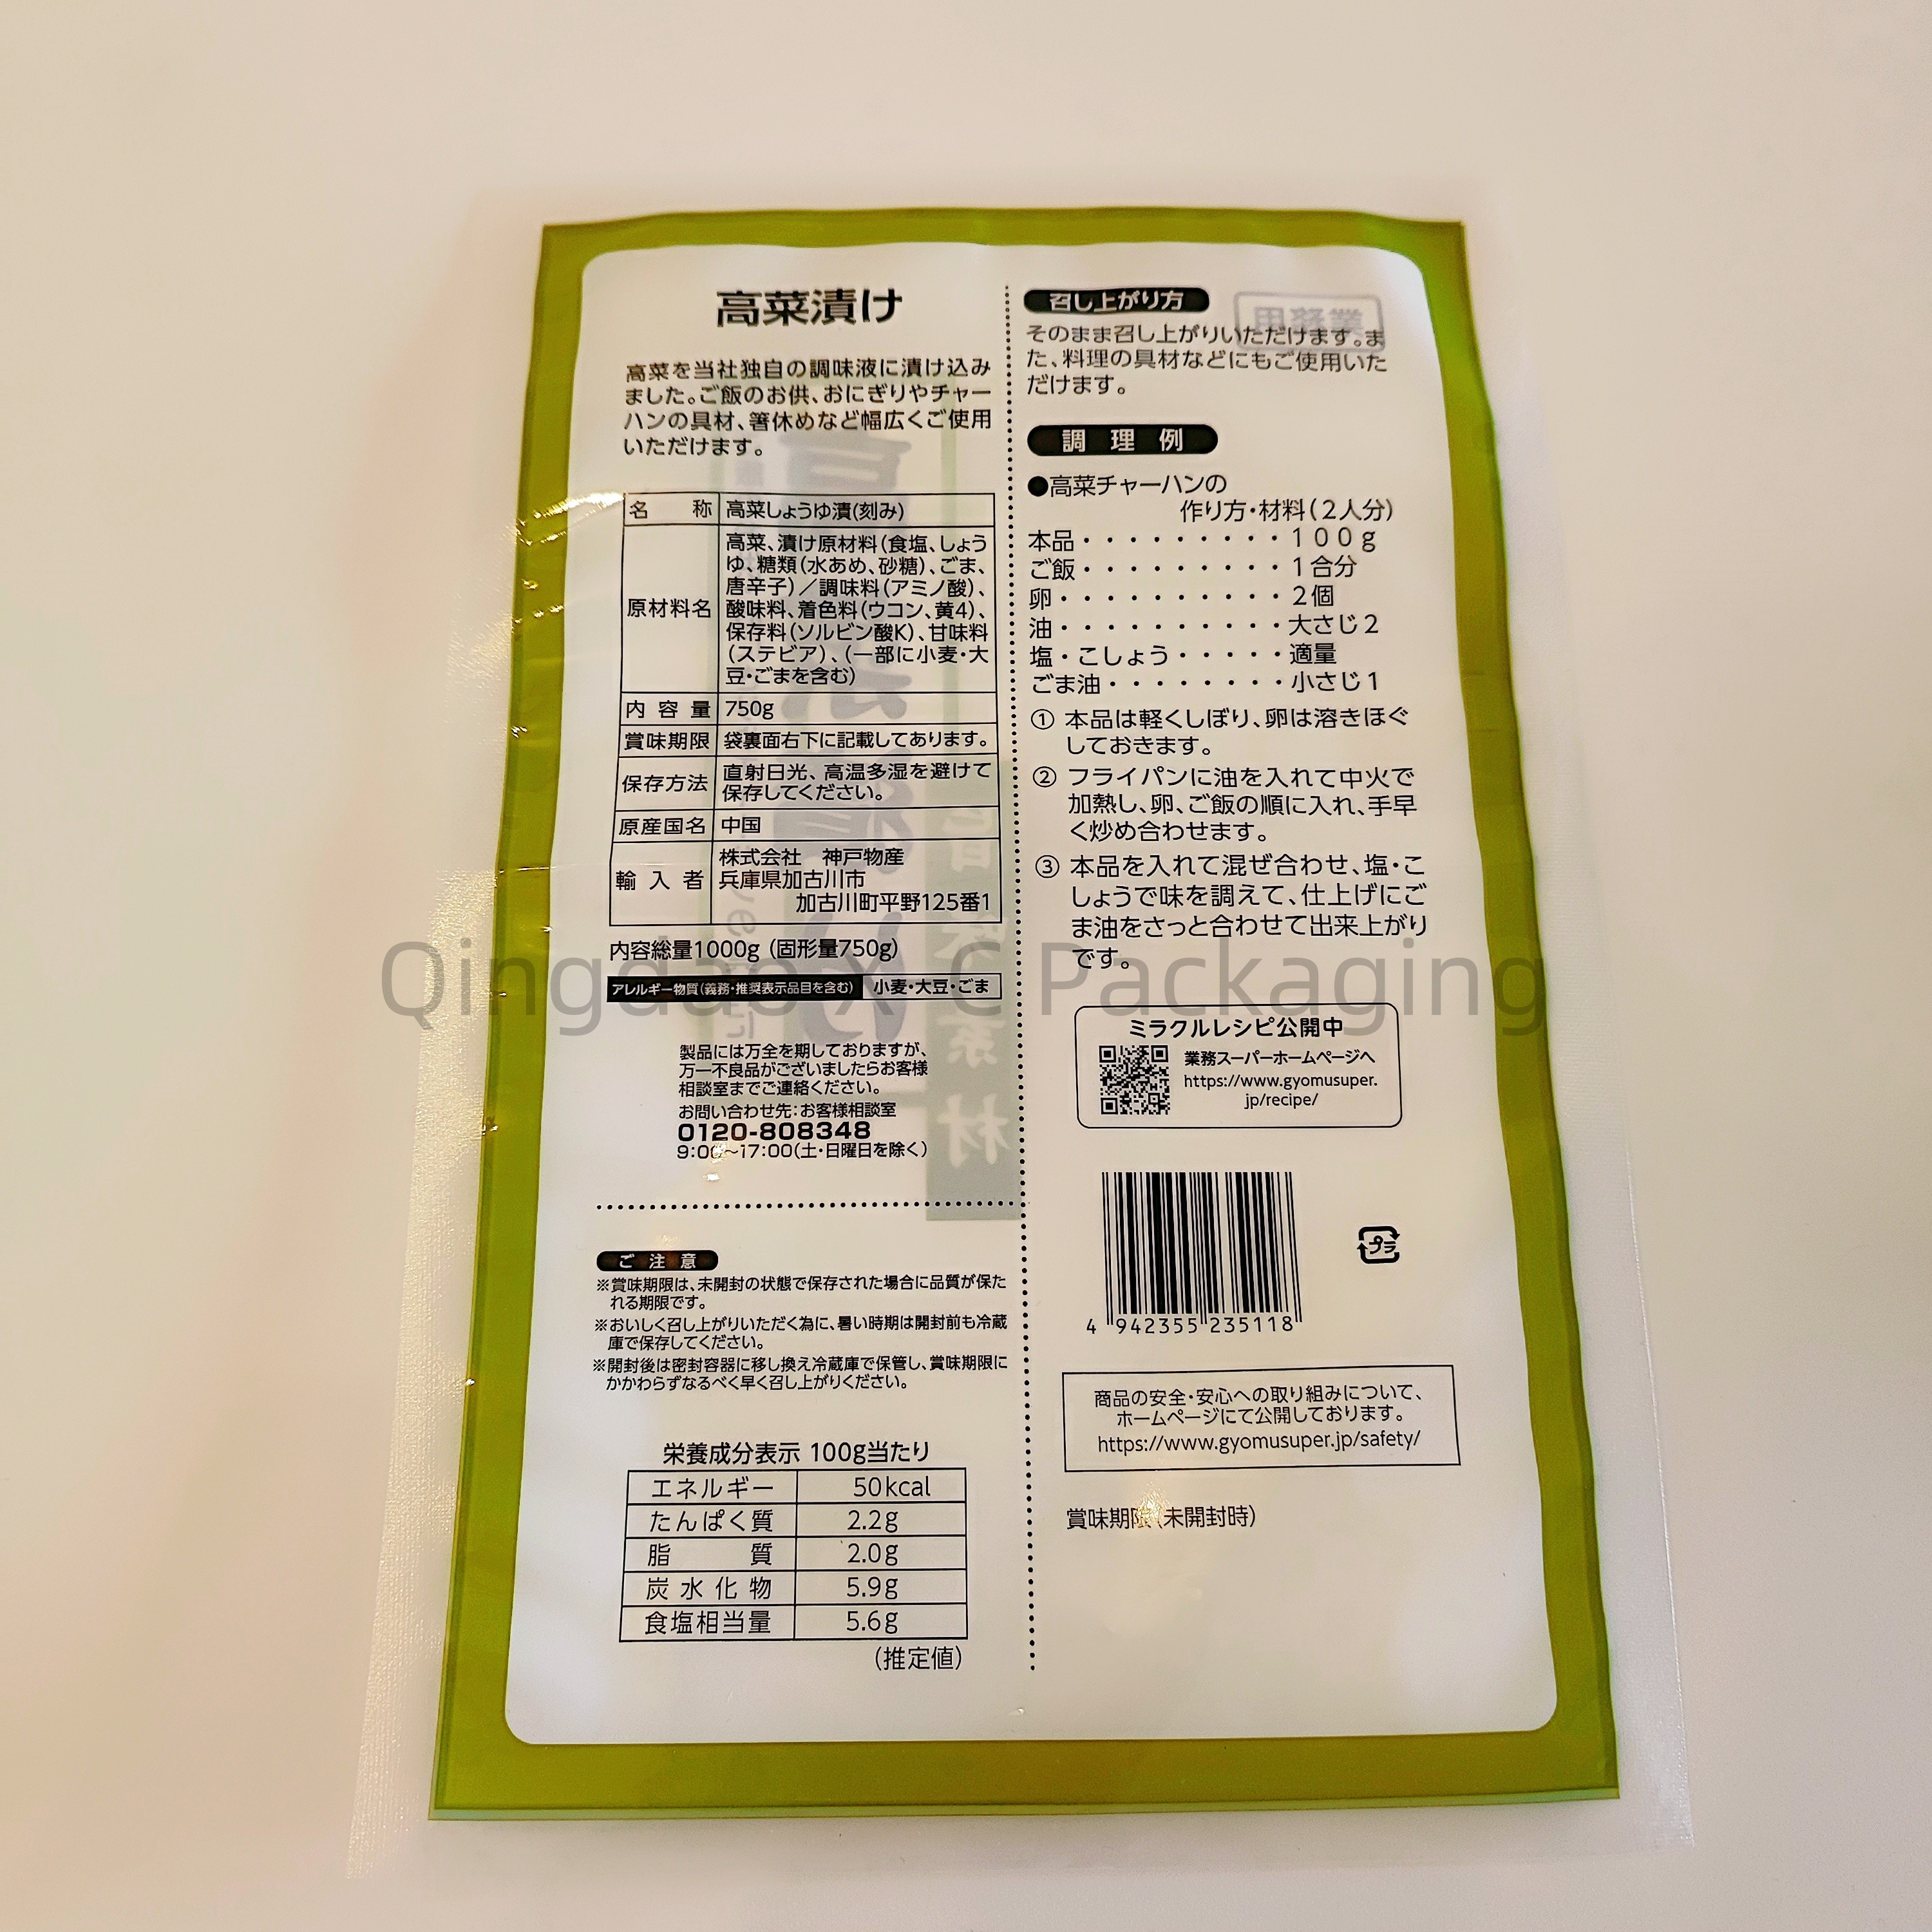 高菜漬け
高菜を当社独自の調味液に漬け込み
ました。ご飯のお供、おにぎりやチャー
ハンの具材、箸休めなど幅広くご使用
いただけます。
名 称 高菜しょうゆ漬(刻み)
原材料名 高菜、漬け原材料(食塩、しょう
ゆ、糖類(水あめ、砂糖)、ごま、
唐辛子)/調味料(アミノ酸)、
酸味料、着色料(ウコン、黄4)、
保存料(ソルビン酸K)、甘味料
(ステビア)、(一部に小麦・大
豆・ごまを含む)
内容量 750g
賞味期限 袋裏面右下に記載してあります。
保存方法 直射日光、高温多湿を避けて
保存してください。
原産国名 中国
輸入者 株式会社 神戸物産
兵庫県加古川市
加古川町平野125番1
内容総量1000g (固形量750g)
アレルギー物質(義務・推奨表示品目を含む) 小麦・大豆・ごま
製品には万全を期しておりますが、
万一不良品がございましたらお客様
相談室までご連絡ください。
お問い合わせ先:お客様相談室
0120-808348
9:00〜17:00(土・日曜日を除く)
ご注意
※賞味期限は、未開封の状態で保存された場合に品質が保た
れる期限です。
※おいしく召し上がりいただく為に、暑い時期は開封前も冷蔵
庫で保存してください。
※開封後は密封容器に移し換え冷蔵庫で保管し、賞味期限に
かかわらずなるべく早く召し上がりください。
栄養成分表示 100g当たり
エネルギー 50kcal
たんぱく質 2.2g
脂 質 2.0g
炭水化物 5.9g
食塩相当量 5.6g
(推定値)
召し上がり方
業務用
そのまま召し上がりいただけます。ま
た、料理の具材などにもご使用いた
だけます。
調理例
●高菜チャーハンの
作り方・材料(2人分)
本品・・・・・・・・・100g
ご飯・・・・・・・・・1合分
卵・・・・・・・・・・2個
油・・・・・・・・・・大さじ2
塩・こしょう・・・・・適量
ごま油・・・・・・・・小さじ1
① 本品は軽くしぼり、卵は溶きほぐ
しておきます。
② フライパンに油を入れて中火で
加熱し、卵、ご飯の順に入れ、手早
く炒め合わせます。
③ 本品を入れて混ぜ合わせ、塩・こ
しょうで味を調えて、仕上げにご
ま油をさっと合わせて出来上がり
です。
ミラクルレシピ公開中
業務スーパーホームページへ
https://www.gyomusuper.
jp/recipe/
4 942355 235118
プラ
商品の安全・安心への取り組みについて、
ホームページにて公開しております。
https://www.gyomusuper.jp/safety/
賞味期限(未開封時)
Qingdao X C Packaging